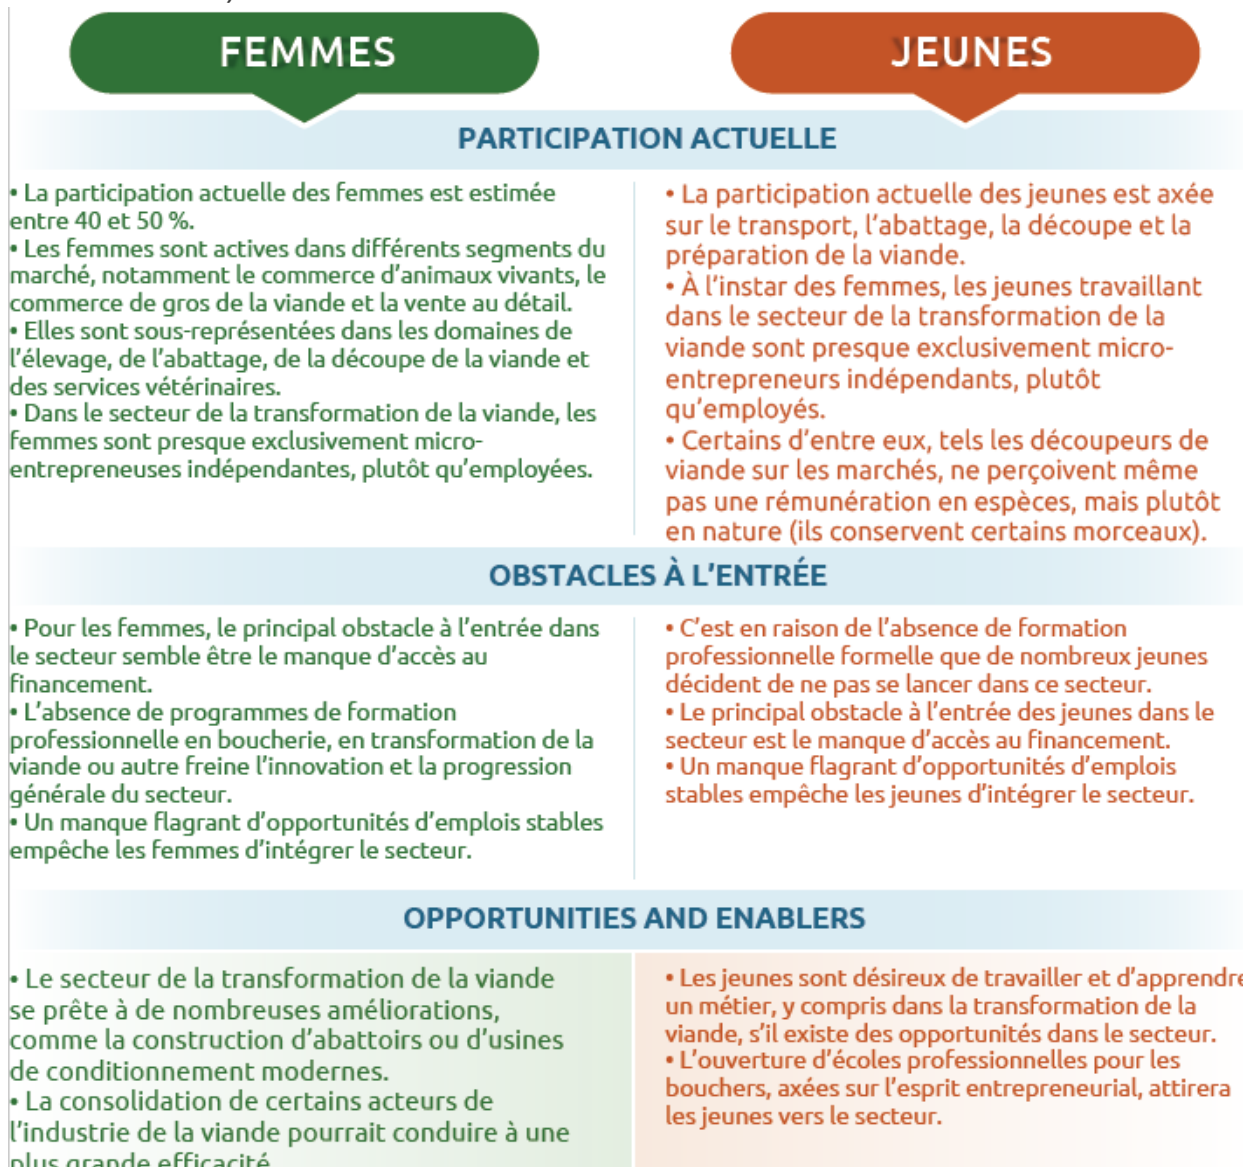 FEMMES
JEUNES
PARTICIPATION ACTUELLE
• La participation actuelle des femmes est estimée
entre 40 et 50 %.
• Les femmes sont actives dans différents segments du
marché, notamment le commerce d’animaux vivants, le
commerce de gros de la viande et la vente au détail.
• Elles sont sous-représentées dans les domaines de
l’élevage, de l’abattage, de la découpe de la viande et
des services vétérinaires.
• Dans le secteur de la transformation de la viande, les
femmes sont presque exclusivement micro-
entrepreneuses indépendantes, plutôt qu’employées.
• La participation actuelle des jeunes est axée
sur le transport, l’abattage, la découpe et la
préparation de la viande.
• À l’instar des femmes, les jeunes travaillant
dans le secteur de la transformation de la
viande sont presque exclusivement micro-
entrepreneurs indépendants, plutôt
qu’employés.
• Certains d’entre eux, tels les découpeurs de
viande sur les marchés, ne perçoivent même
pas une rémunération en espèces, mais plutôt
en nature (ils conservent certains morceaux).
OBSTACLES À L’ENTRÉE
• Pour les femmes, le principal obstacle à l’entrée dans
le secteur semble être le manque d’accès au
financement.
• L’absence de programmes de formation
professionnelle en boucherie, en transformation de la
viande ou autre freine l’innovation et la progression
générale du secteur.
• Un manque flagrant d’opportunités d’emplois stables
empêche les femmes d’intégrer le secteur.
• C’est en raison de l’absence de formation
professionnelle formelle que de nombreux jeunes
décident de ne pas se lancer dans ce secteur.
• Le principal obstacle à l’entrée des jeunes dans le
secteur est le manque d’accès au financement.
• Un manque flagrant d’opportunités d’emplois
stables empêche les jeunes d’intégrer le secteur.
OPPORTUNITIES AND ENABLERS
• Le secteur de la transformation de la viande
se prête à de nombreuses améliorations,
comme la construction d’abattoirs ou d’usines
de conditionnement modernes.
• La consolidation de certains acteurs de
l’industrie de la viande pourrait conduire à une
plus grande efficacité.
• Les jeunes sont désireux de travailler et d’apprendre
un métier, y compris dans la transformation de la
viande, s’il existe des opportunités dans le secteur.
• L’ouverture d’écoles professionnelles pour les
bouchers, axées sur l’esprit entrepreneurial, attirera
les jeunes vers le secteur.